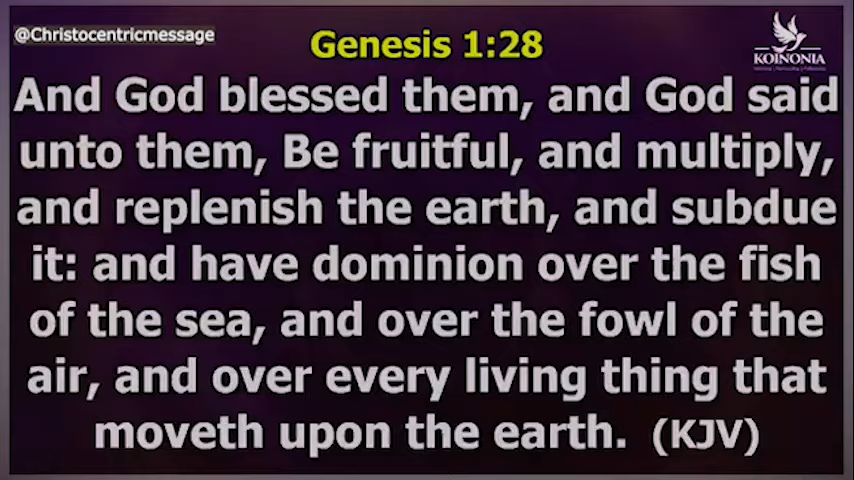 @Christocentricmessage
Genesis 1:28
KOINONIA
And God blessed them, and God said
unto them, Be fruitful, and multiply,
and replenish the earth, and subdue
it: and have dominion over the fish
of the sea, and over the fowl of the
air, and over every living thing that
moveth upon the earth. (KJV)